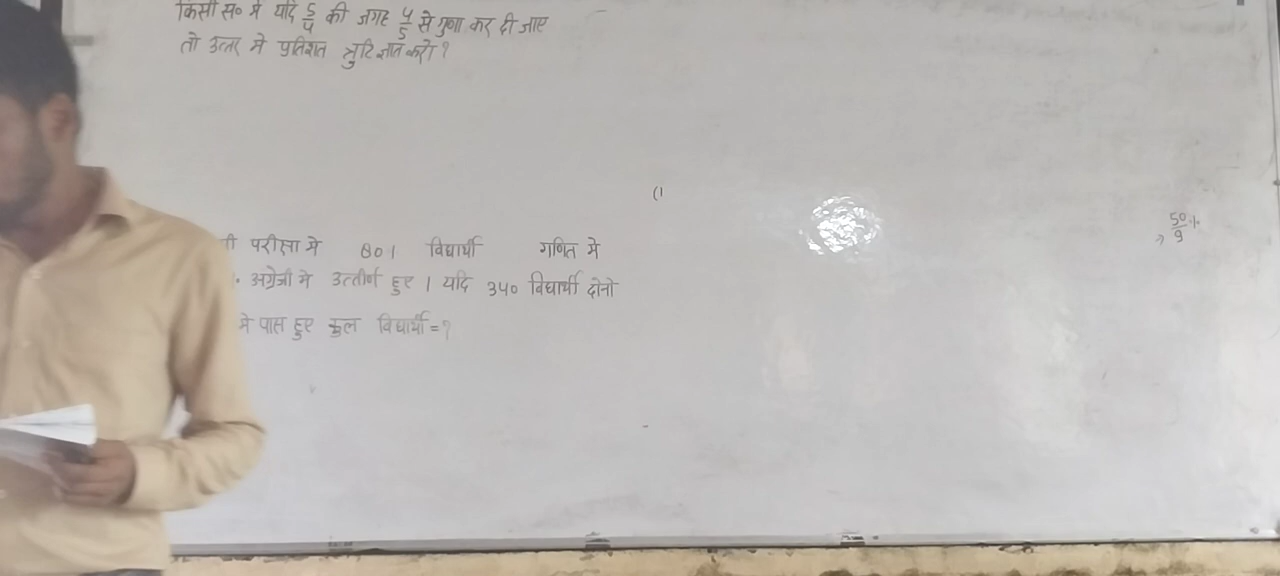 किसी स० मे यदि 5/4 की जगह 4/5 से गुणा कर दी जाए
तो उत्तर मे प्रतिशत त्रुटि ज्ञात करो ?
(1
50/9 %
परीक्षा मे 80% विद्यार्थी गणित मे
अंग्रेजी मे उत्तीर्ण हुए । यदि 340 विद्यार्थी दोनो
मे पास हुए कुल विद्यार्थी = ?